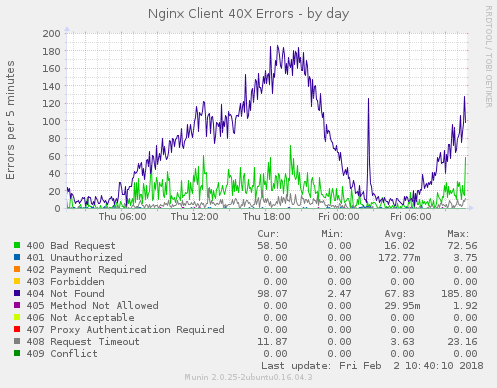 Nginx Client 40X Errors - by day
RRDTOOL / TOBI OETIKER
Errors per 5 minutes
200
180
160
140
120
100
80
60
40
20
0
Thu 06:00 Thu 12:00 Thu 18:00 Fri 00:00 Fri 06:00
Cur: Min: Avg: Max:
400 Bad Request 58.50 0.00 16.02 72.56
401 Unauthorized 0.00 0.00 172.77m 3.75
402 Payment Required 0.00 0.00 0.00 0.00
403 Forbidden 0.00 0.00 0.00 0.00
404 Not Found 98.07 2.47 67.83 185.80
405 Method Not Allowed 0.00 0.00 29.95m 1.92
406 Not Acceptable 0.00 0.00 0.00 0.00
407 Proxy Authentication Required 0.00 0.00 0.00 0.00
408 Request Timeout 11.87 0.00 3.63 23.16
409 Conflict 0.00 0.00 0.00 0.00
Last update: Fri Feb 2 10:40:10 2018
Munin 2.0.25-2ubuntu0.16.04.3